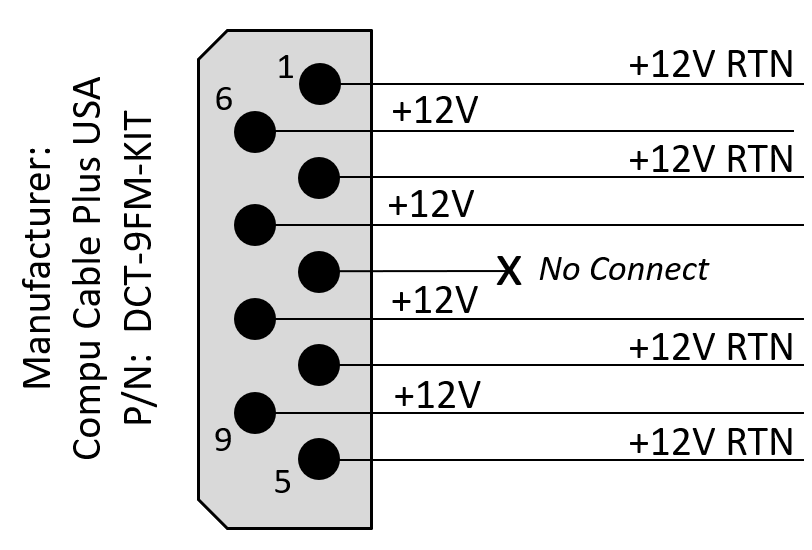 Manufacturer:
Compu Cable Plus USA
P/N: DCT-9FM-KIT
1
+12V RTN
6
+12V
+12V RTN
+12V
X No Connect
+12V
+12V RTN
+12V
9
+12V RTN
5